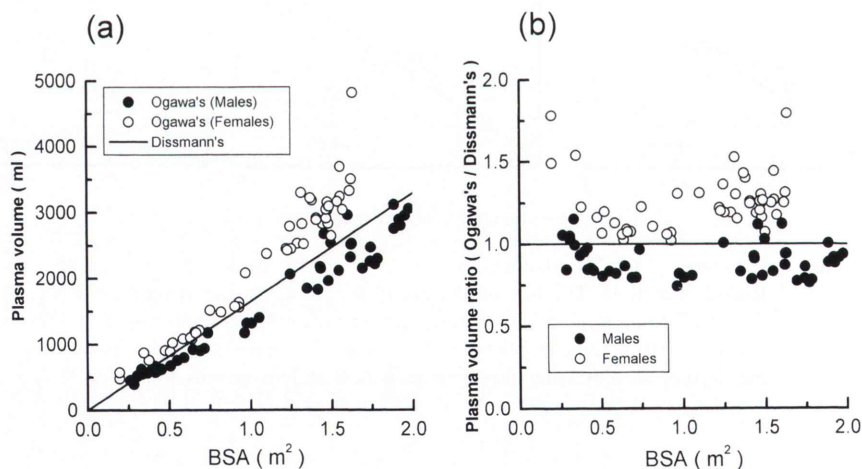 (a)
Plasma volume ( ml )
5000
4000
3000
2000
1000
0
Ogawa's (Males)
Ogawa's (Females)
Dissmann's
0.0
0.5
1.0
1.5
2.0
BSA ( m² )
(b)
Plasma volume ratio ( Ogawa's / Dissmann's )
2.0
1.5
1.0
0.5
0.0
Males
Females
0.0
0.5
1.0
1.5
2.0
BSA ( m² )